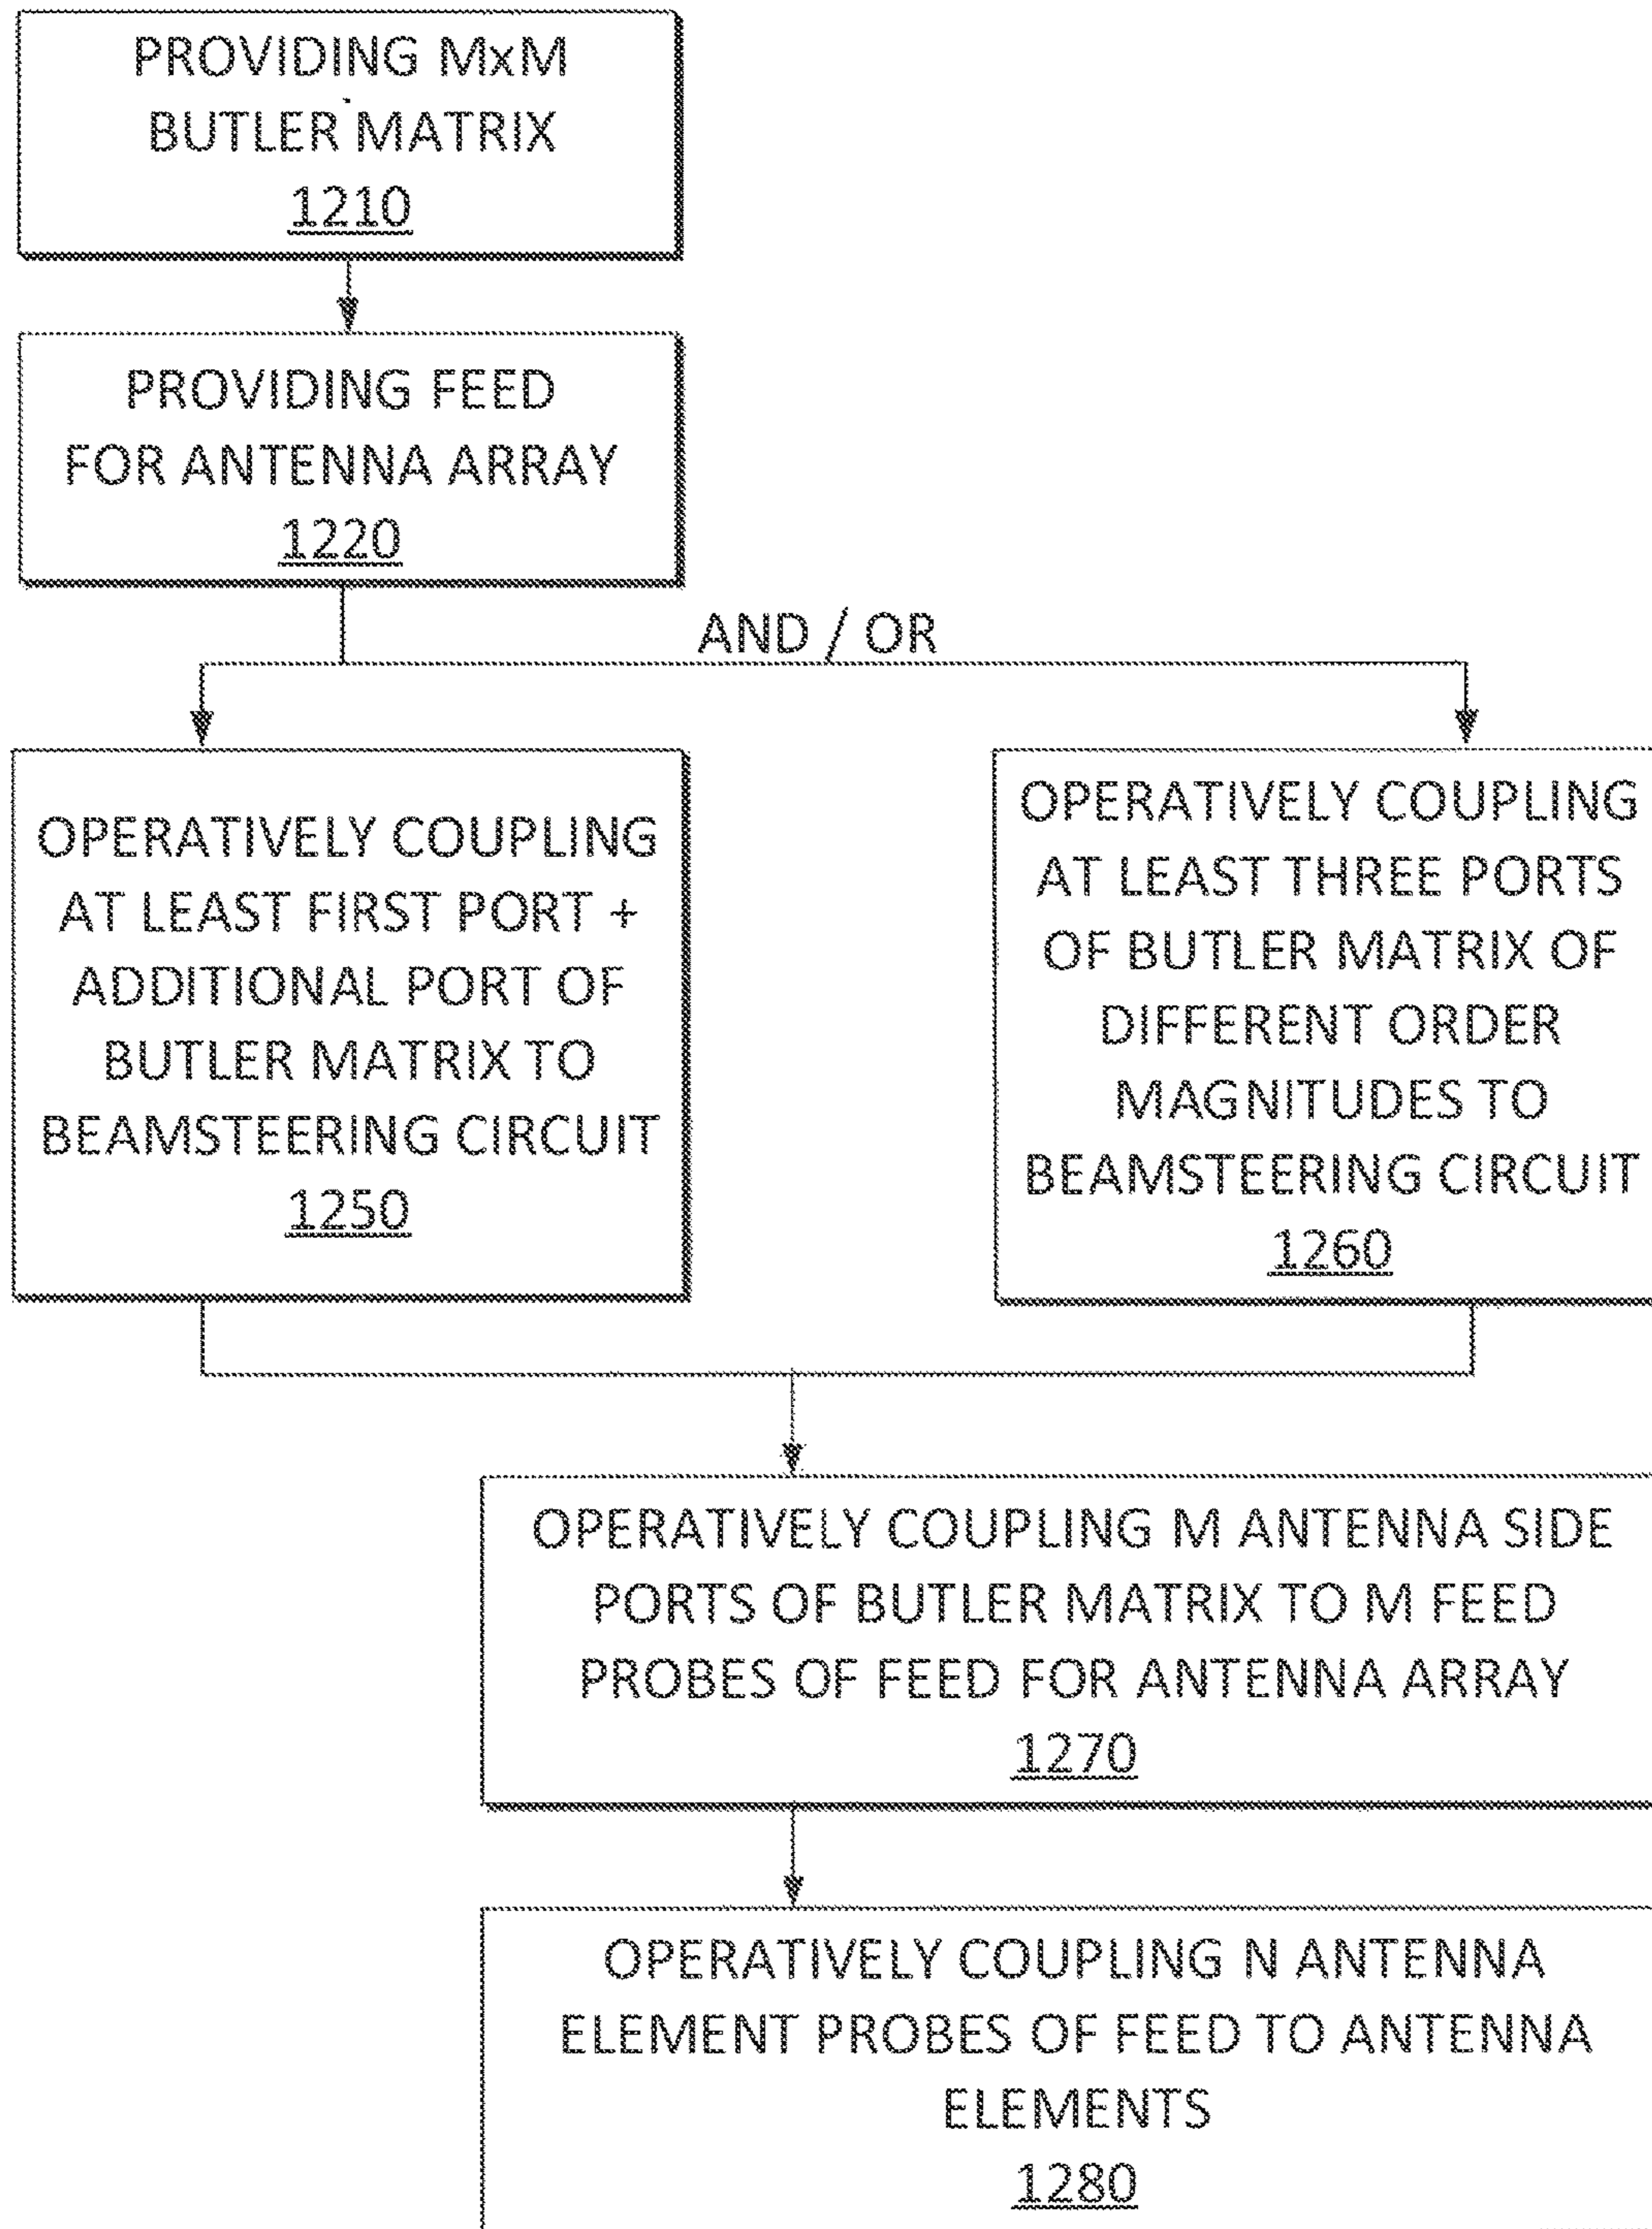 PROVIDING MxM
BUTLER MATRIX
1210
PROVIDING FEED
FOR ANTENNA ARRAY
1220
AND / OR
OPERATIVELY COUPLING
AT LEAST FIRST PORT +
ADDITIONAL PORT OF
BUTLER MATRIX TO
BEAMSTEERING CIRCUIT
1250
OPERATIVELY COUPLING
AT LEAST THREE PORTS
OF BUTLER MATRIX OF
DIFFERENT ORDER
MAGNITUDES TO
BEAMSTEERING CIRCUIT
1260
OPERATIVELY COUPLING M ANTENNA SIDE
PORTS OF BUTLER MATRIX TO M FEED
PROBES OF FEED FOR ANTENNA ARRAY
1270
OPERATIVELY COUPLING N ANTENNA
ELEMENT PROBES OF FEED TO ANTENNA
ELEMENTS
1280